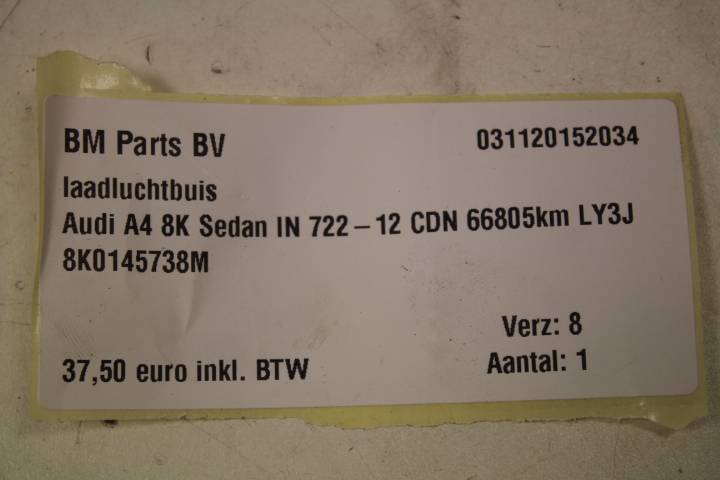 BM Parts BV 031120152034
laadluchtbuis
Audi A4 8K Sedan IN 722 – 12 CDN 66805km LY3J
8K0145738M
Verz: 8
37,50 euro inkl. BTW Aantal: 1